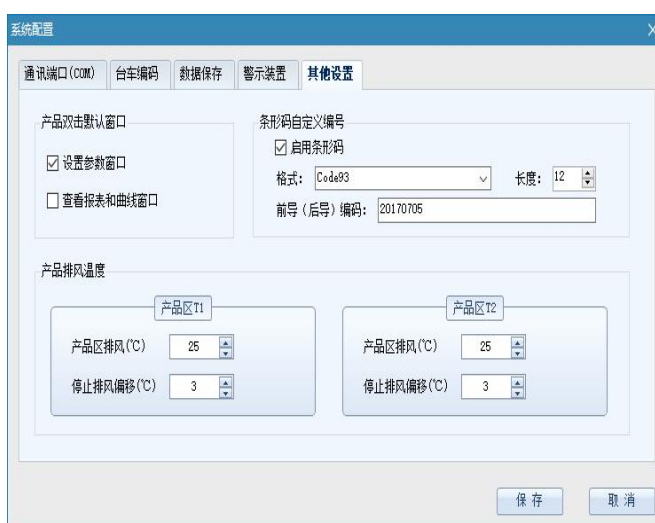 系统配置
通讯端口(COM) 台车编码 数据保存 警示装置 其他设置
产品双击默认窗口
设置参数窗口
查看报表和曲线窗口
条形码自定义编号
启用条形码
格式: Code93 长度: 12
前导（后导）编码: 20170705
产品排风温度
产品区T1
产品区排风(℃) 25
停止排风偏移(℃) 3
产品区T2
产品区排风(℃) 25
停止排风偏移(℃) 3
保存 取消